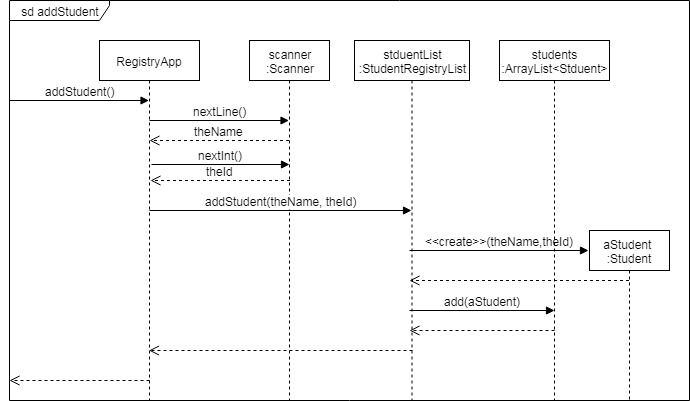 sd addStudent
RegistryApp
scanner
:Scanner
stduentList
:StudentRegistryList
students
:ArrayList<Stduent>
addStudent()
nextLine()
theName
nextInt()
theId
addStudent(theName, theId)
<<create>>(theName,theId)
aStudent
:Student
add(aStudent)